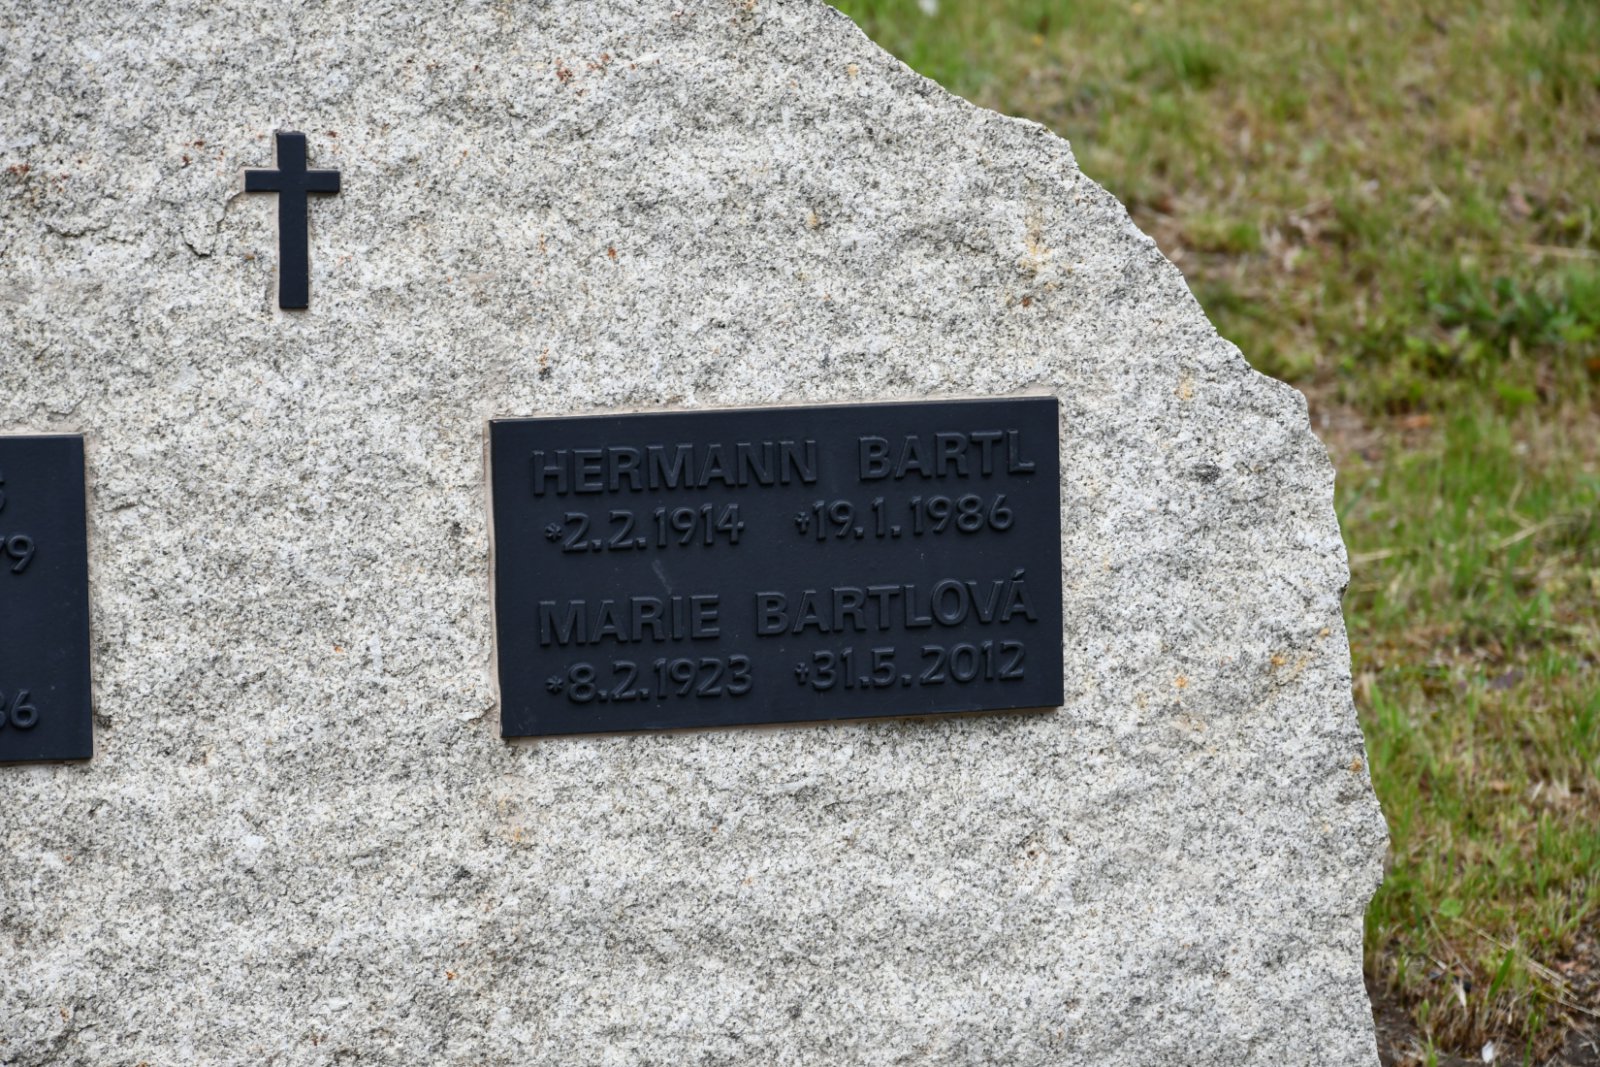 HERMANN BARTL
*2.2.1914 †19.1.1986
MARIE BARTLOVÁ
*8.2.1923 †31.5.2012